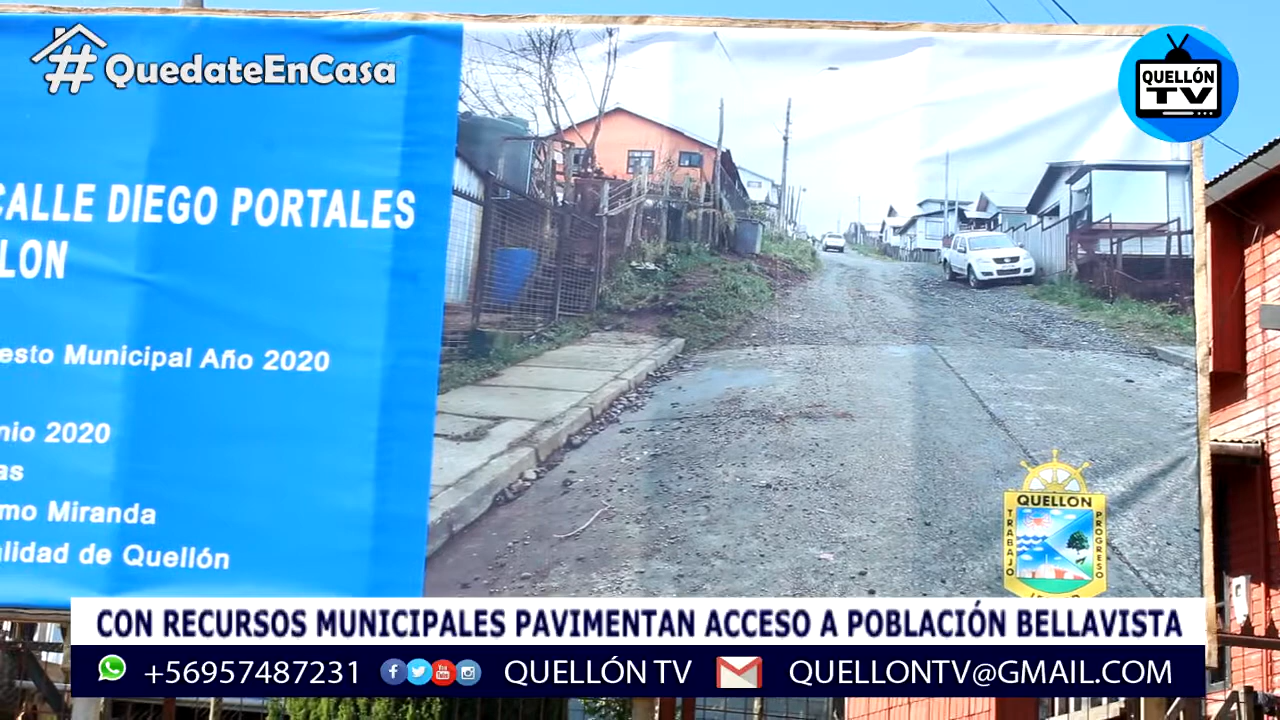 #QuedateEnCasa
QUELLÓN
TV
CALLE DIEGO PORTALES
LON
esto Municipal Año 2020
nio 2020
as
mo Miranda
alidad de Quellón
QUELLON
TRABAJO
PROGRESO
CON RECURSOS MUNICIPALES PAVIMENTAN ACCESO A POBLACIÓN BELLAVISTA
+56957487231
QUELLÓN TV
QUELLONTV@GMAIL.COM